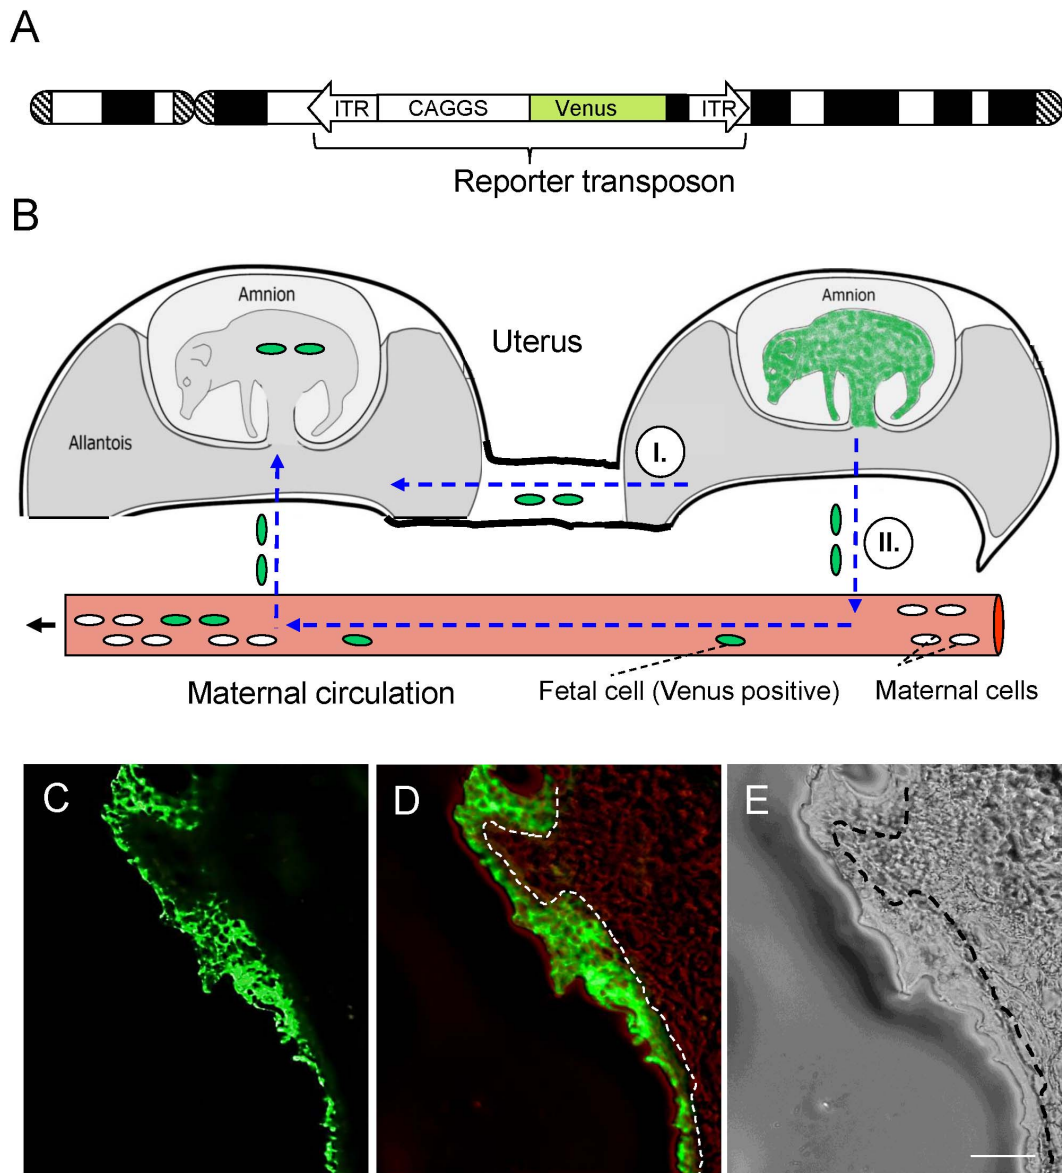 A
ITR CAGGS Venus ITR
Reporter transposon
B
Amnion
Uterus
Amnion
Allantois
I.
II.
Maternal circulation
Fetal cell (Venus positive)
Maternal cells
C
D
E